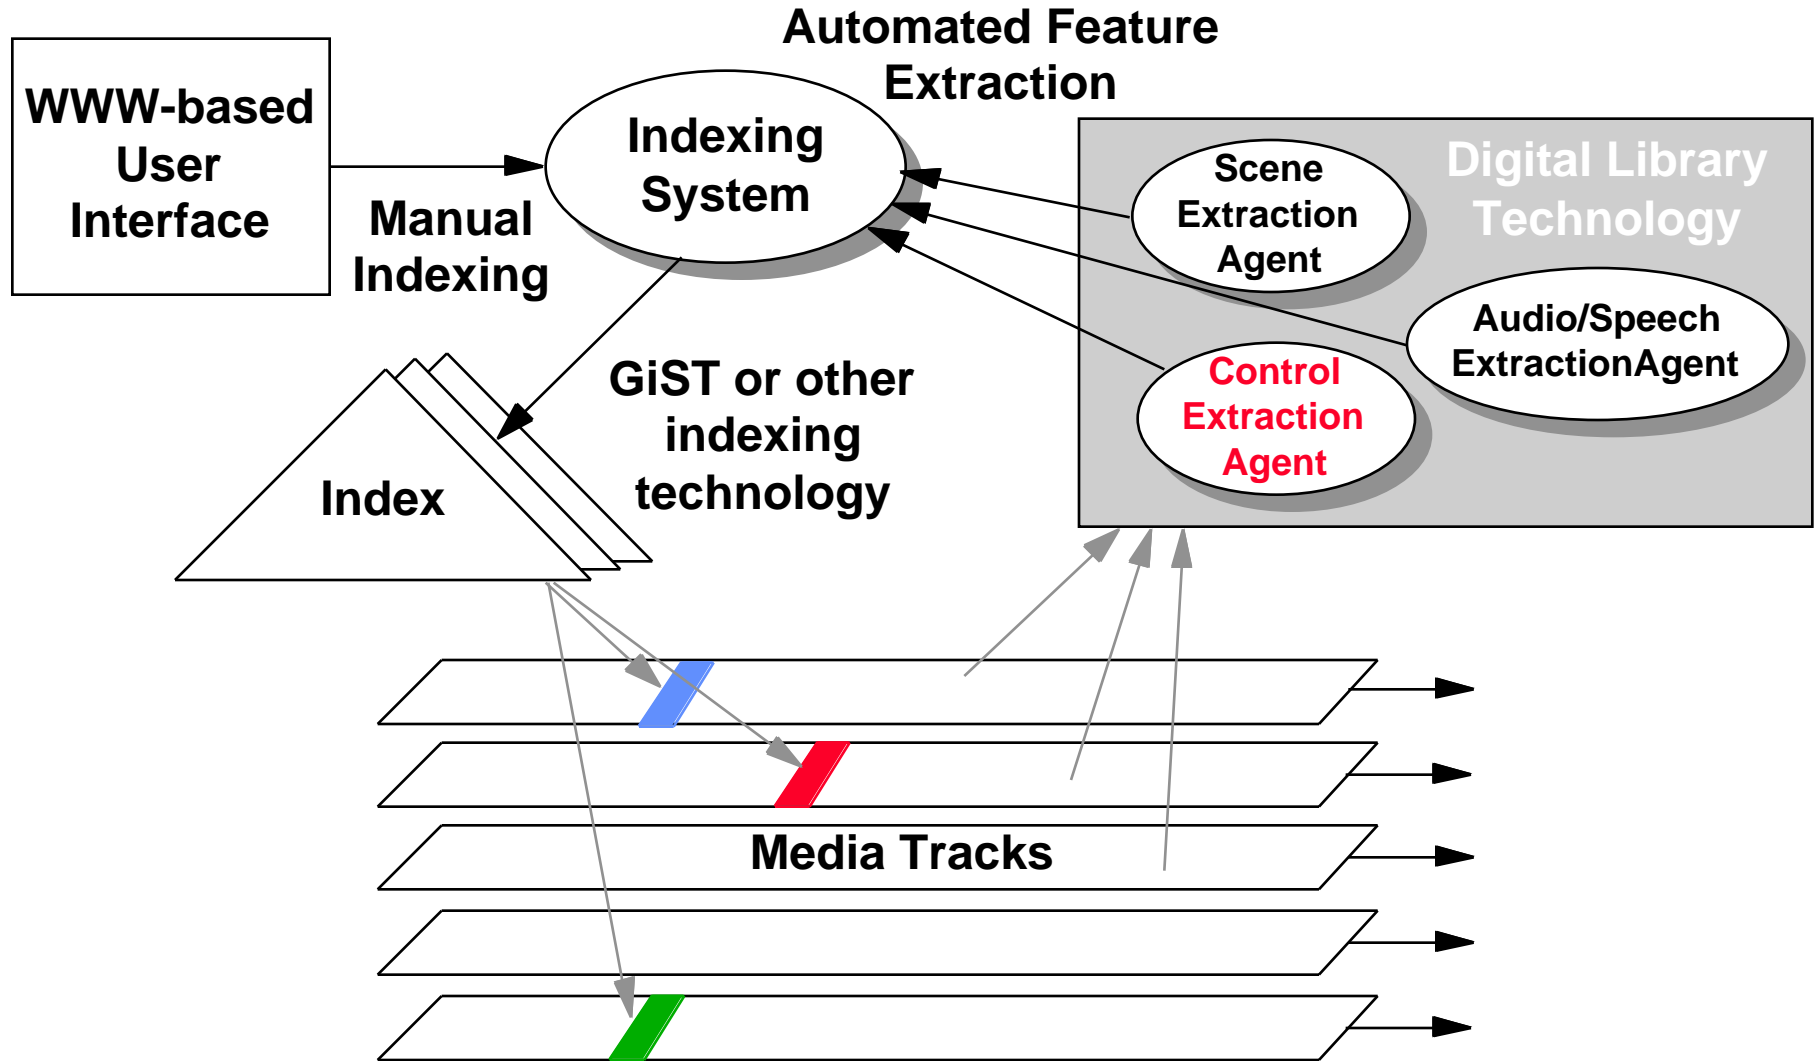 Automated Feature
Extraction
WWW-based
User
Interface
Indexing
System
Manual
Indexing
Digital Library
Technology
Scene
Extraction
Agent
Audio/Speech
ExtractionAgent
Control
Extraction
Agent
GiST or other
indexing
technology
Index
Media Tracks